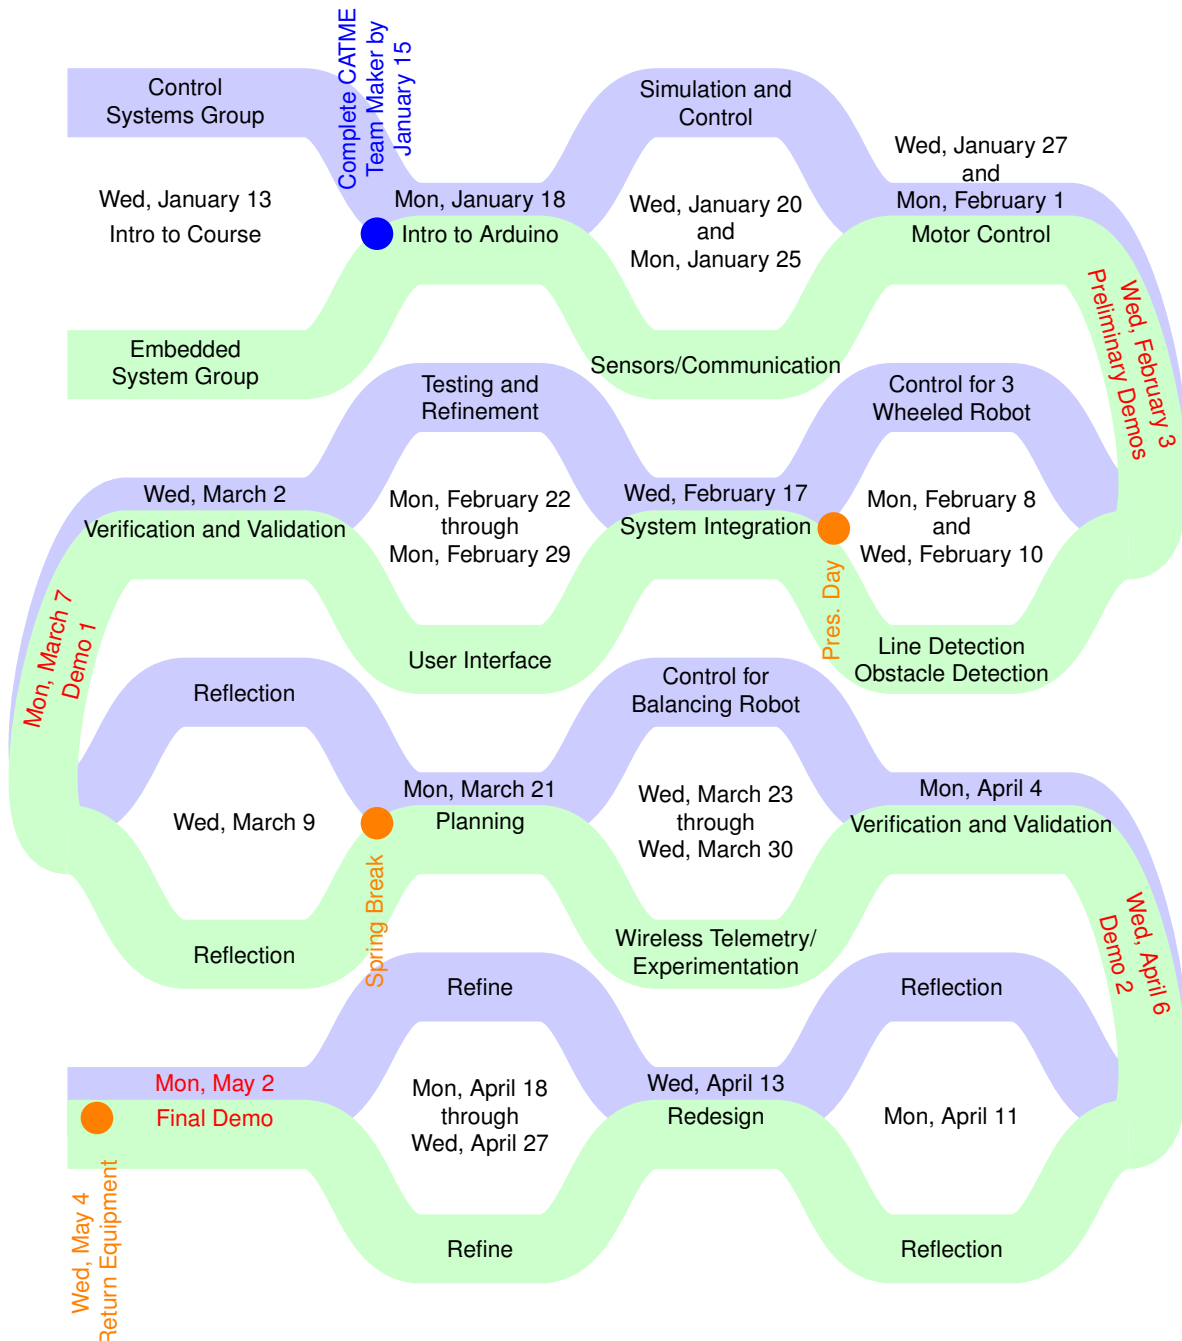 Control
Systems Group
Complete CATME
Team Maker by
January 15
Simulation and
Control
Wed, January 13
Intro to Course
Mon, January 18
Intro to Arduino
Wed, January 20
and
Mon, January 25
Wed, January 27
and
Mon, February 1
Motor Control
Embedded
System Group
Sensors/Communication
Wed, February 3
Preliminary Demos
Control for 3
Wheeled Robot
Mon, February 8
and
Wed, February 10
Line Detection
Obstacle Detection
Pres. Day
Wed, February 17
System Integration
Testing and
Refinement
Mon, February 22
through
Mon, February 29
User Interface
Wed, March 2
Verification and Validation
Mon, March 7
Demo 1
Reflection
Wed, March 9
Reflection
Spring Break
Mon, March 21
Planning
Control for
Balancing Robot
Wed, March 23
through
Wed, March 30
Wireless Telemetry/
Experimentation
Mon, April 4
Verification and Validation
Wed, April 6
Demo 2
Reflection
Mon, April 11
Reflection
Wed, April 13
Redesign
Refine
Mon, April 18
through
Wed, April 27
Refine
Mon, May 2
Final Demo
Wed, May 4
Return Equipment